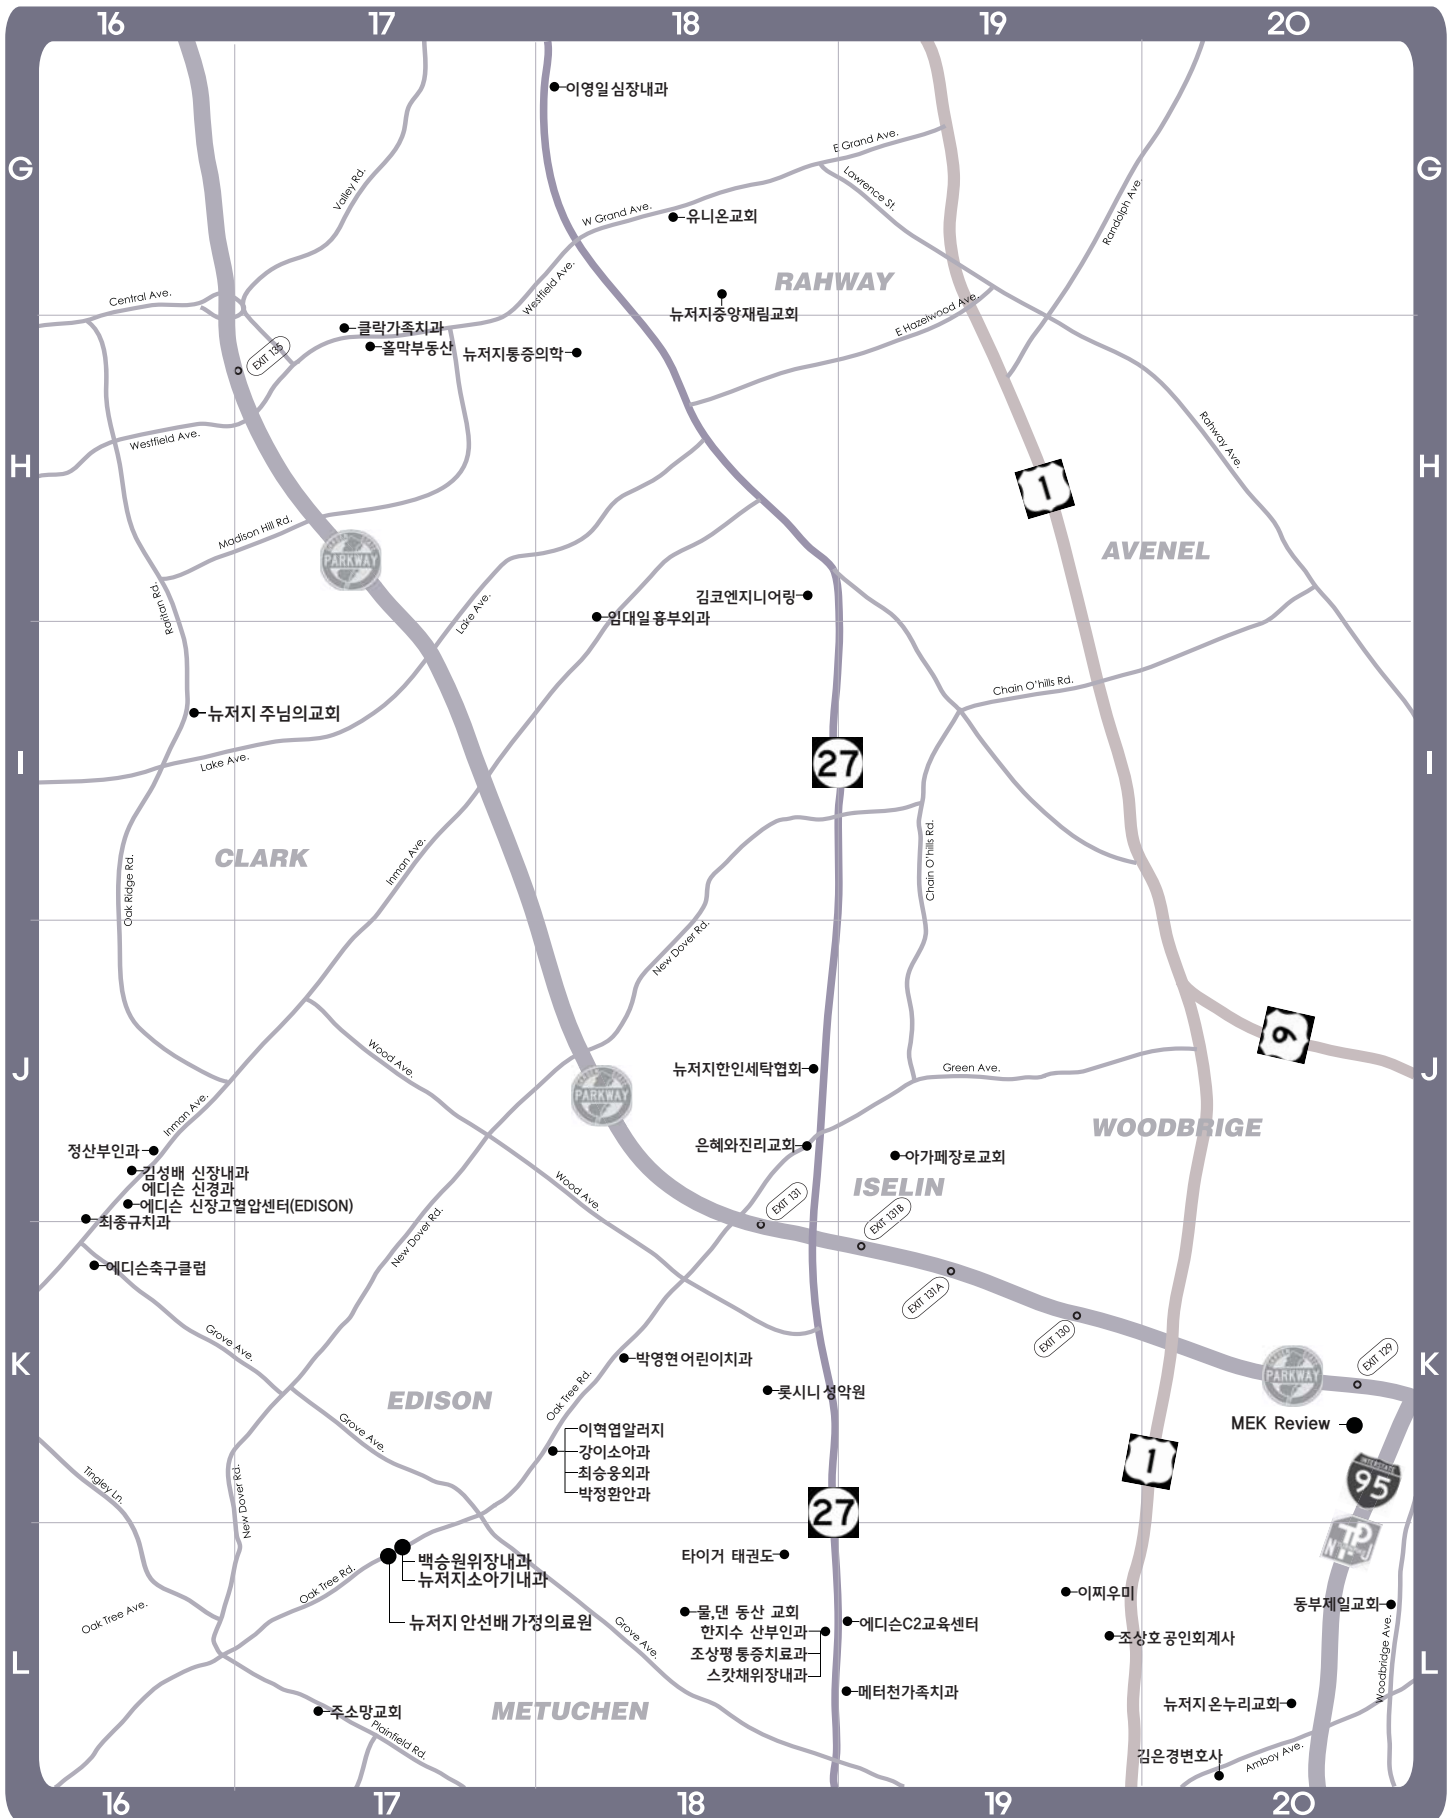 16 17 18 19 20
이영일 심장내과
G
E Grand Ave.
G
Valley Rd.
Lawrence St.
W Grand Ave.
유니온교회
Randolph Ave.
Westfield Ave.
RAHWAY
Central Ave.
뉴저지중앙재림교회
E Hazelwood Ave.
클락가족치과
홀막부동산
뉴저지통증의학
EXIT 135
Westfield Ave.
Rahway Ave.
H
1
H
Madison Hill Rd.
PARKWAY
AVENEL
Raritan Rd.
Lake Ave.
김코엔지니어링
임대일 흉부외과
Chain O'hills Rd.
뉴저지 주님의교회
Lake Ave.
I
27
I
CLARK
Inman Ave.
Oak Ridge Rd.
Chain O'hills Rd.
New Dover Rd.
9
Wood Ave.
J
뉴저지한인세탁협회
Green Ave.
J
PARKWAY
Inman Ave.
WOODBRIGE
정산부인과
은혜와진리교회
아가페장로교회
김성배 신장내과
에디슨 신경과
에디슨 신장고혈압센터(EDISON)
최종규치과
Wood Ave.
ISELIN
EXIT 131
EXIT 131B
New Dover Rd.
에디슨축구클럽
EXIT 131A
EXIT 130
Grove Ave.
EXIT 129
K
박영현 어린이치과
K
PARKWAY
롯시니 성악원
EDISON
Oak Tree Rd.
MEK Review
Grove Ave.
이혁엽알러지
강이소아과
최승웅외과
박정환안과
1
INTERSTATE
95
Tingley Ln.
New Dover Rd.
27
N TP J
백승원위장내과
뉴저지소아기내과
타이거 태권도
Oak Tree Rd.
이찌우미
동부제일교회
Oak Tree Ave.
뉴저지 안선배 가정의료원
물,댄 동산 교회
한지수 산부인과
조상평 통증치료과
스캇채위장내과
에디슨C2교육센터
Grove Ave.
조상호 공인회계사
L
Woodbridge Ave.
L
메터천가족치과
뉴저지 온누리교회
주소망교회
METUCHEN
Plainfield Rd.
김은경변호사
Amboy Ave.
16 17 18 19 20